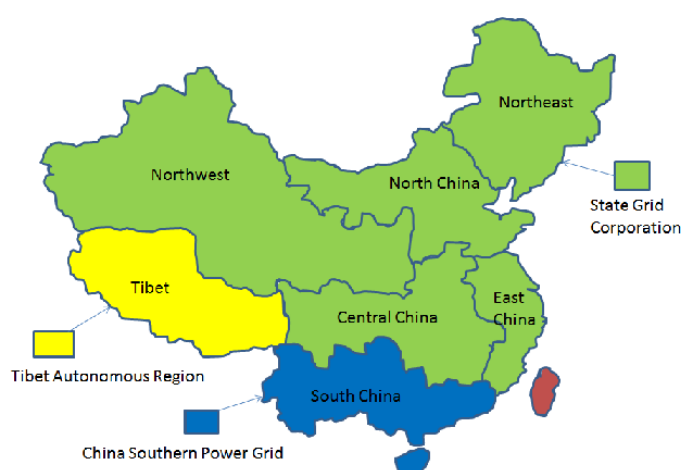 Northeast
Northwest
North China
State Grid
Corporation
Tibet
Central China
East
China
Tibet Autonomous Region
South China
China Southern Power Grid